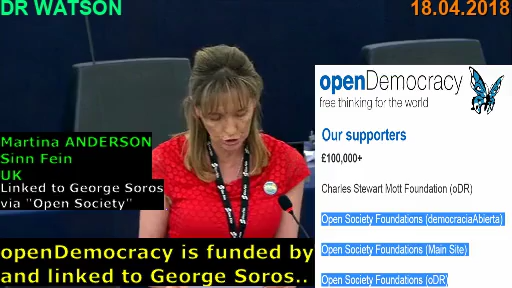 DR WATSON
18.04.2018
Martina ANDERSON
Sinn Fein
UK
Linked to George Soros
via "Open Society"
openDemocracy is funded by
and linked to George Soros..
openDemocracy
free thinking for the world
Our supporters
£100,000+
Charles Stewart Mott Foundation (oDR)
Open Society Foundations (democraciaAbierta)
Open Society Foundations (Main Site)
Open Society Foundations (oDR)